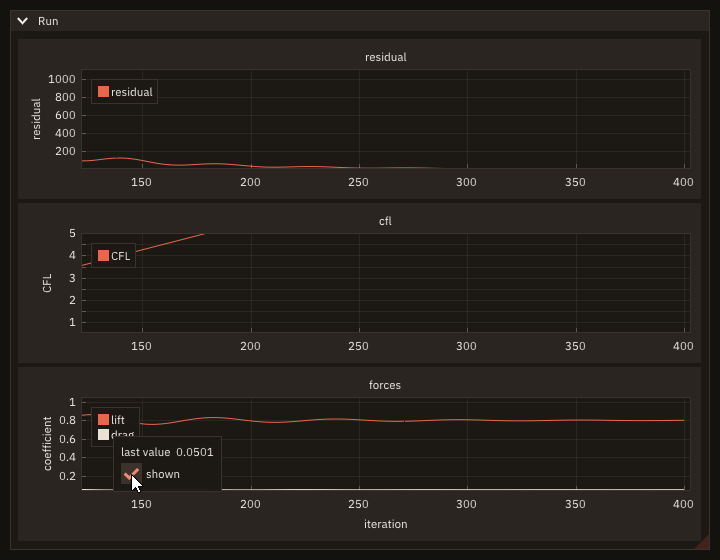 Run
residual
residual
1000
800
600
400
200
residual
150 200 250 300 350 400
cfl
CFL
5
4
3
2
1
CFL
150 200 250 300 350 400
forces
coefficient
1
0.8
0.6
0.4
0.2
lift
drag
last value 0.0501
shown
150 200 250 300 350 400
iteration